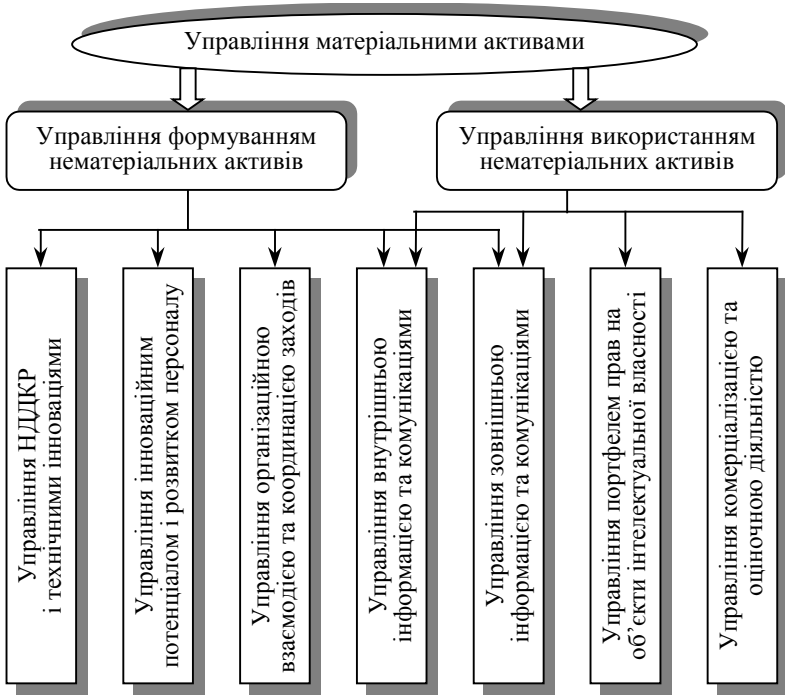 Управління матеріальними активами
Управління формуванням
нематеріальних активів
Управління використанням
нематеріальних активів
Управління НДДКР
і технічними інноваціями
Управління інноваційним
потенціалом і розвитком персоналу
Управління організаційною
взаємодією та координацією заходів
Управління внутрішньою
інформацією та комунікаціями
Управління зовнішньою
інформацією та комунікаціями
Управління портфелем прав на
об’єкти інтелектуальної власності
Управління комерціалізацією та
оціночною діяльністю